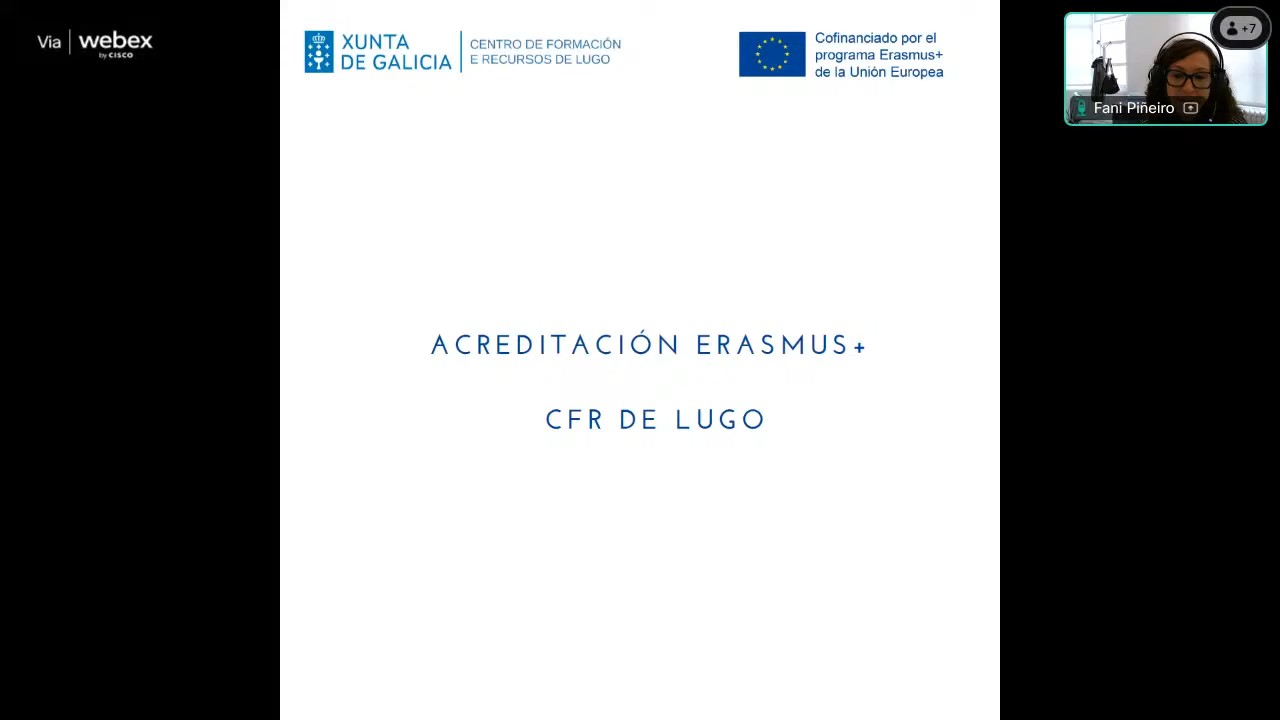 Via webex
by CISCO
XUNTA
DE GALICIA
CENTRO DE FORMACIÓN
E RECURSOS DE LUGO
Cofinanciado por el
programa Erasmus+
de la Unión Europea
+7
Fani Piñeiro
ACREDITACIÓN ERASMUS+
CFR DE LUGO